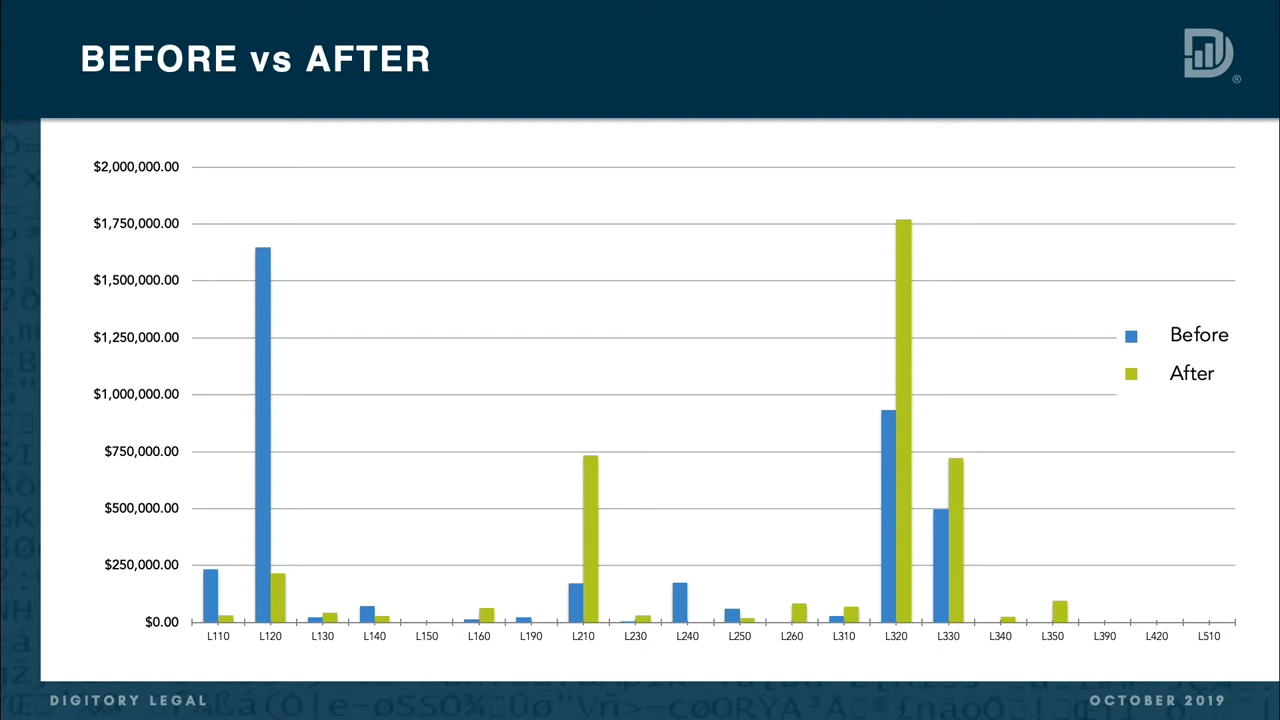 BEFORE vs AFTER
®
$2,000,000.00
$1,750,000.00
$1,500,000.00
$1,250,000.00
$1,000,000.00
$750,000.00
$500,000.00
$250,000.00
$0.00
Before
After
L110 L120 L130 L140 L150 L160 L190 L210 L230 L240 L250 L260 L310 L320 L330 L340 L350 L390 L420 L510
DIGITORY LEGAL
OCTOBER 2019